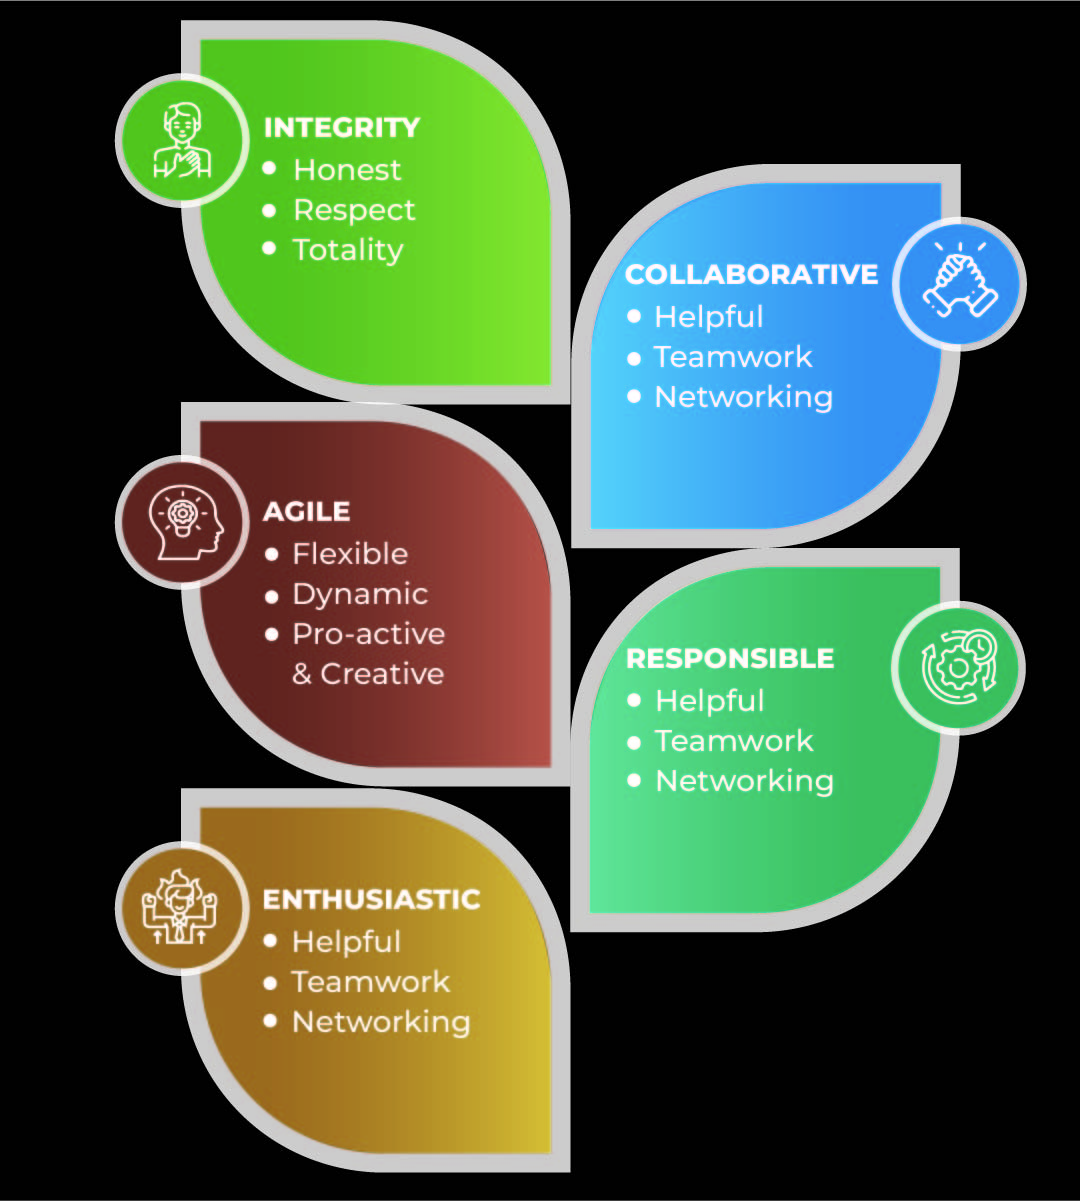 INTEGRITY
● Honest
● Respect
● Totality
COLLABORATIVE
● Helpful
● Teamwork
● Networking
AGILE
● Flexible
● Dynamic
● Pro-active
& Creative
RESPONSIBLE
● Helpful
● Teamwork
● Networking
ENTHUSIASTIC
● Helpful
● Teamwork
● Networking